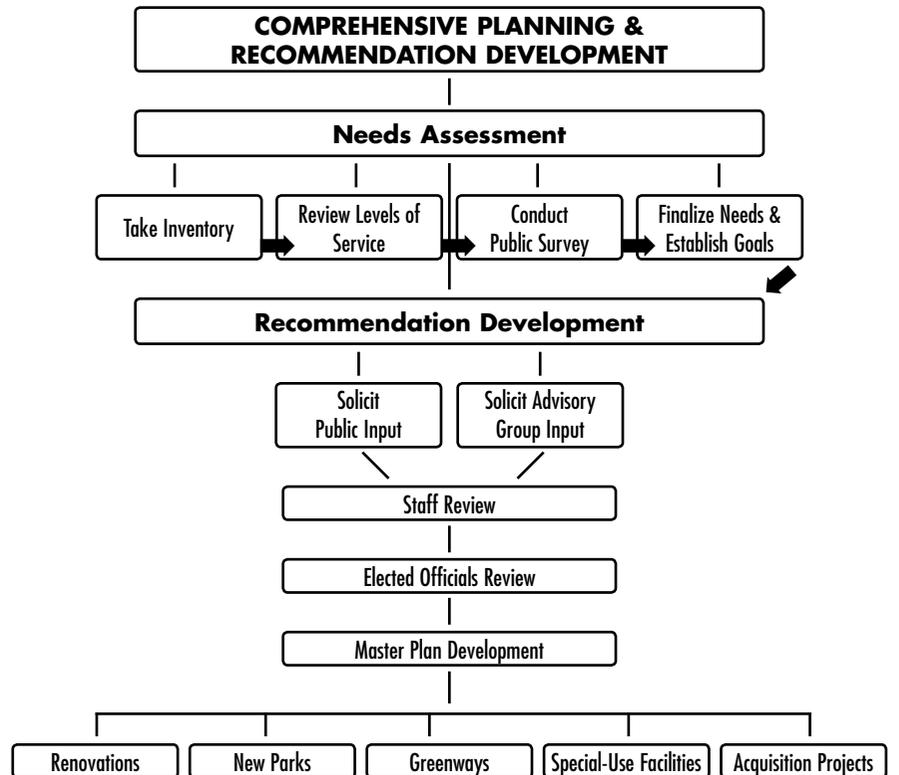 COMPREHENSIVE PLANNING &
RECOMMENDATION DEVELOPMENT
Needs Assessment
Take Inventory
Review Levels of
Service
Conduct
Public Survey
Finalize Needs &
Establish Goals
Recommendation Development
Solicit
Public Input
Solicit Advisory
Group Input
Staff Review
Elected Officials Review
Master Plan Development
Renovations
New Parks
Greenways
Special-Use Facilities
Acquisition Projects